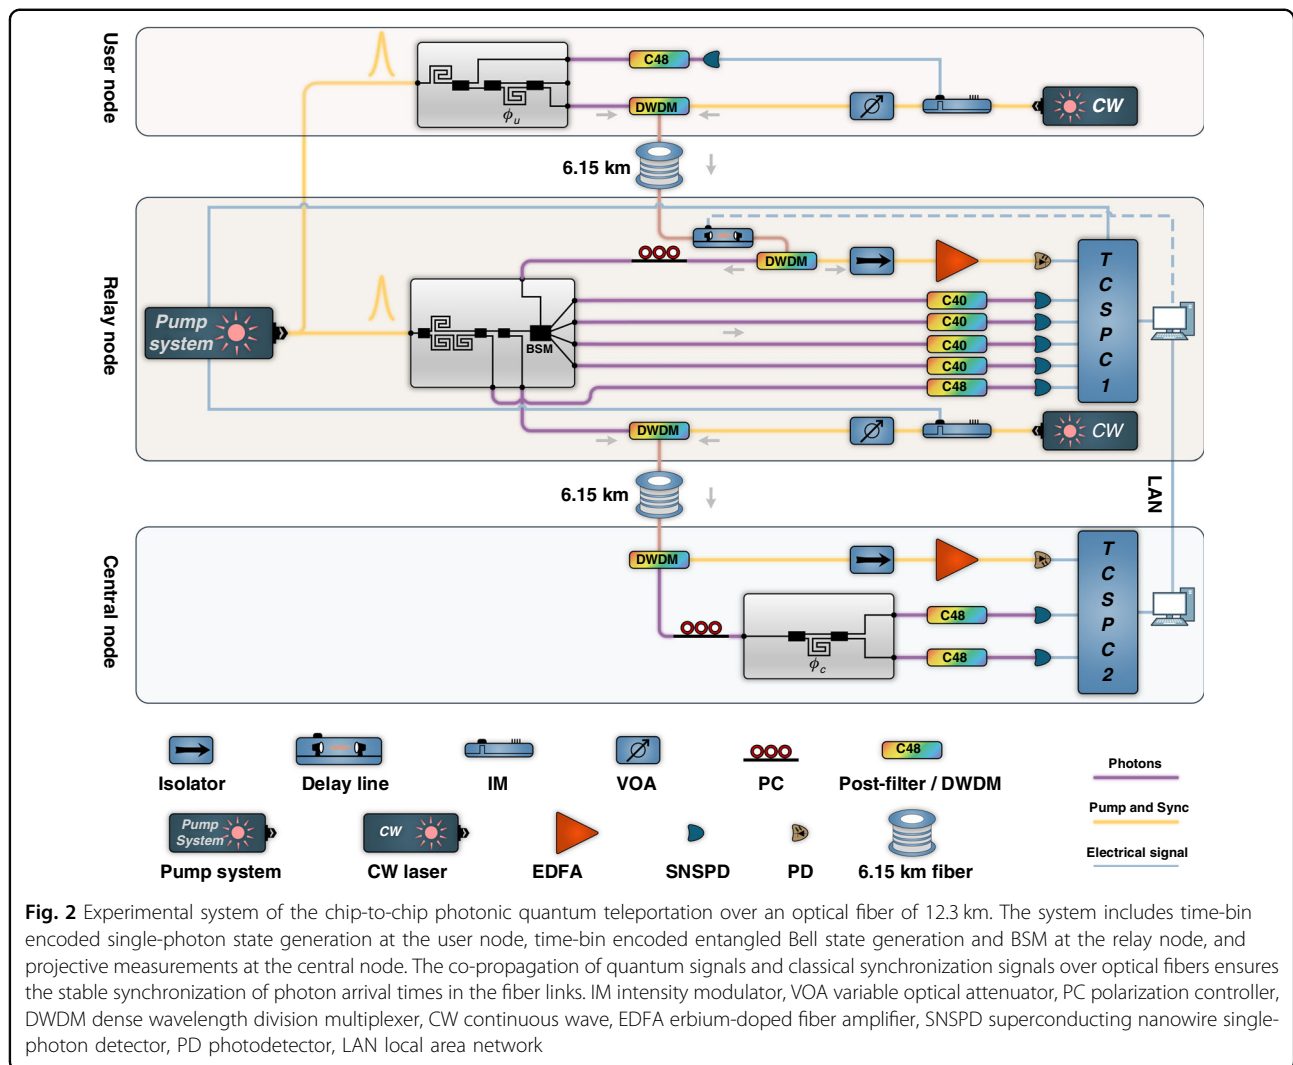 User node
C48
ϕu
DWDM
CW
6.15 km
Relay node
DWDM
Pump
system
BSM
C40
C40
C40
C40
C48
T
C
S
P
C
1
DWDM
CW
6.15 km
LAN
Central node
DWDM
C48
ϕc
C48
T
C
S
P
C
2
Isolator
Delay line
IM
VOA
PC
C48
Post-filter / DWDM
Photons
Pump and Sync
Electrical signal
Pump
System
Pump system
CW
CW laser
EDFA
SNSPD
PD
6.15 km fiber
Fig. 2 Experimental system of the chip-to-chip photonic quantum teleportation over an optical fiber of 12.3 km. The system includes time-bin
encoded single-photon state generation at the user node, time-bin encoded entangled Bell state generation and BSM at the relay node, and
projective measurements at the central node. The co-propagation of quantum signals and classical synchronization signals over optical fibers ensures
the stable synchronization of photon arrival times in the fiber links. IM intensity modulator, VOA variable optical attenuator, PC polarization controller,
DWDM dense wavelength division multiplexer, CW continuous wave, EDFA erbium-doped fiber amplifier, SNSPD superconducting nanowire single-
photon detector, PD photodetector, LAN local area network